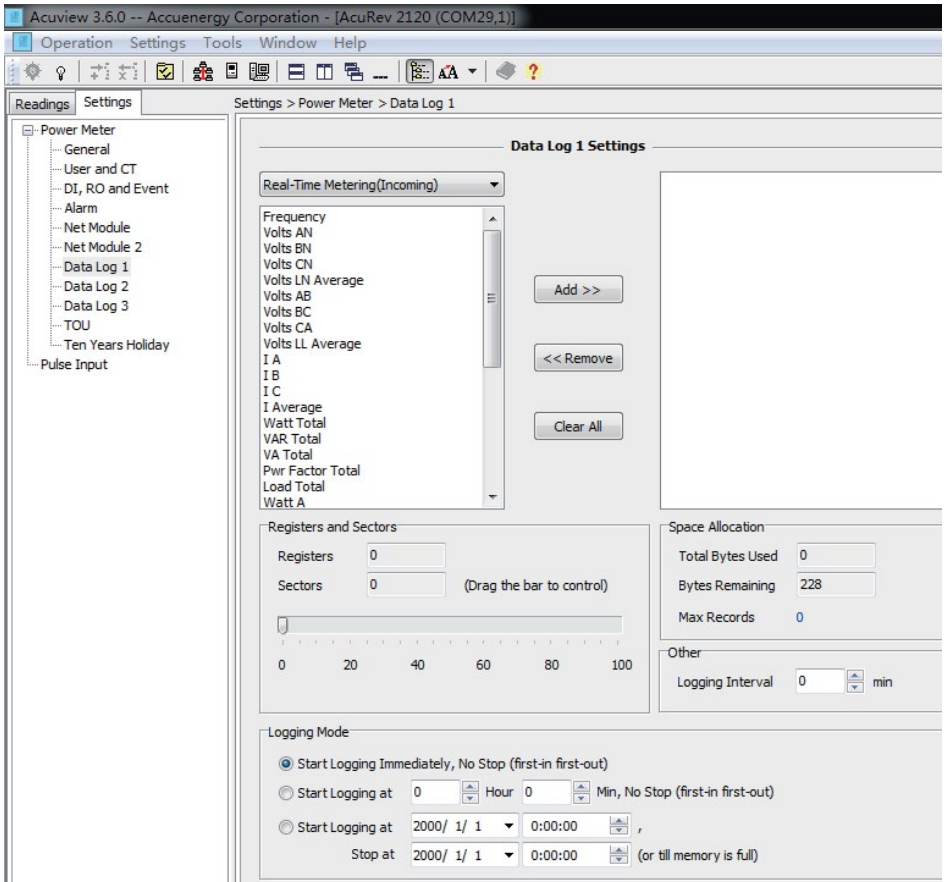 Acuview 3.6.0 -- Accuenergy Corporation - [AcuRev 2120 (COM29,1)]
Operation Settings Tools Window Help
Readings Settings
Settings > Power Meter > Data Log 1
Power Meter
General
User and CT
DI, RO and Event
Alarm
Net Module
Net Module 2
Data Log 1
Data Log 2
Data Log 3
TOU
Ten Years Holiday
Pulse Input
Data Log 1 Settings
Real-Time Metering(Incoming)
Frequency
Volts AN
Volts BN
Volts CN
Volts LN Average
Volts AB
Volts BC
Volts CA
Volts LL Average
I A
I B
I C
I Average
Watt Total
VAR Total
VA Total
Pwr Factor Total
Load Total
Watt A
Add >>
<< Remove
Clear All
Registers and Sectors
Registers 0
Sectors 0 (Drag the bar to control)
0 20 40 60 80 100
Space Allocation
Total Bytes Used 0
Bytes Remaining 228
Max Records 0
Other
Logging Interval 0 min
Logging Mode
Start Logging Immediately, No Stop (first-in first-out)
Start Logging at 0 Hour 0 Min, No Stop (first-in first-out)
Start Logging at 2000/ 1/ 1 0:00:00 ,
Stop at 2000/ 1/ 1 0:00:00 (or till memory is full)